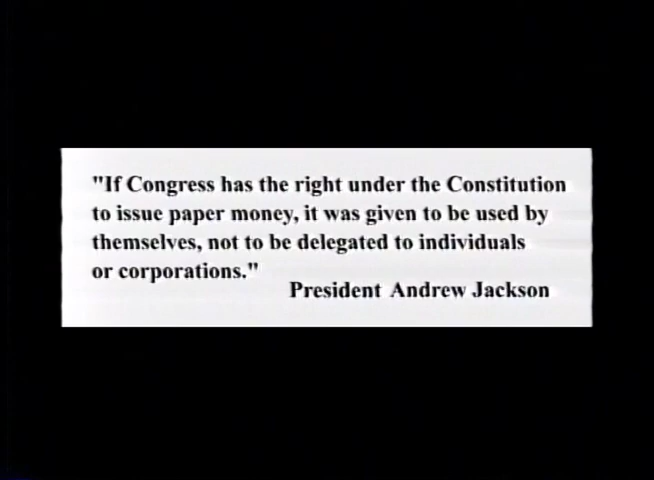 "If Congress has the right under the Constitution
to issue paper money, it was given to be used by
themselves, not to be delegated to individuals
or corporations."
President Andrew Jackson